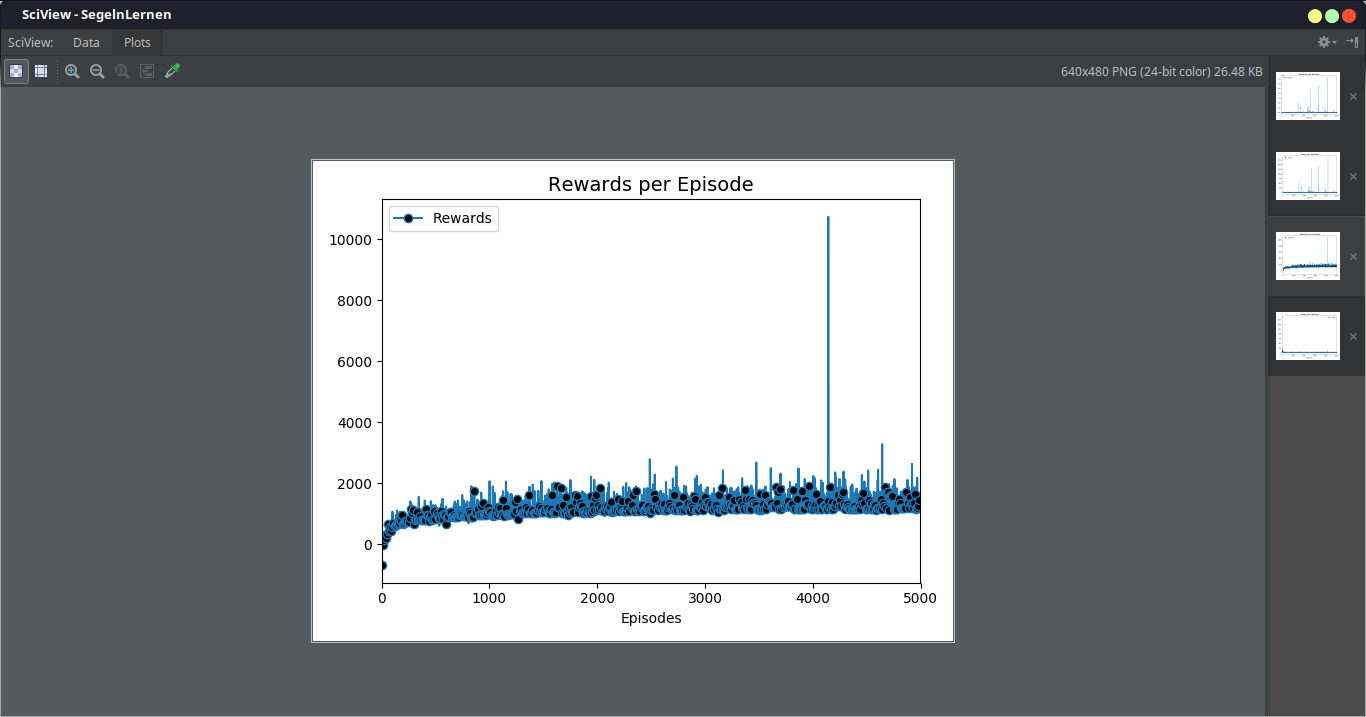 SciView - SegelnLernen
SciView: Data Plots
640x480 PNG (24-bit color) 26.48 KB
Rewards per Episode
Rewards
10000
8000
6000
4000
2000
0
0 1000 2000 3000 4000 5000
Episodes